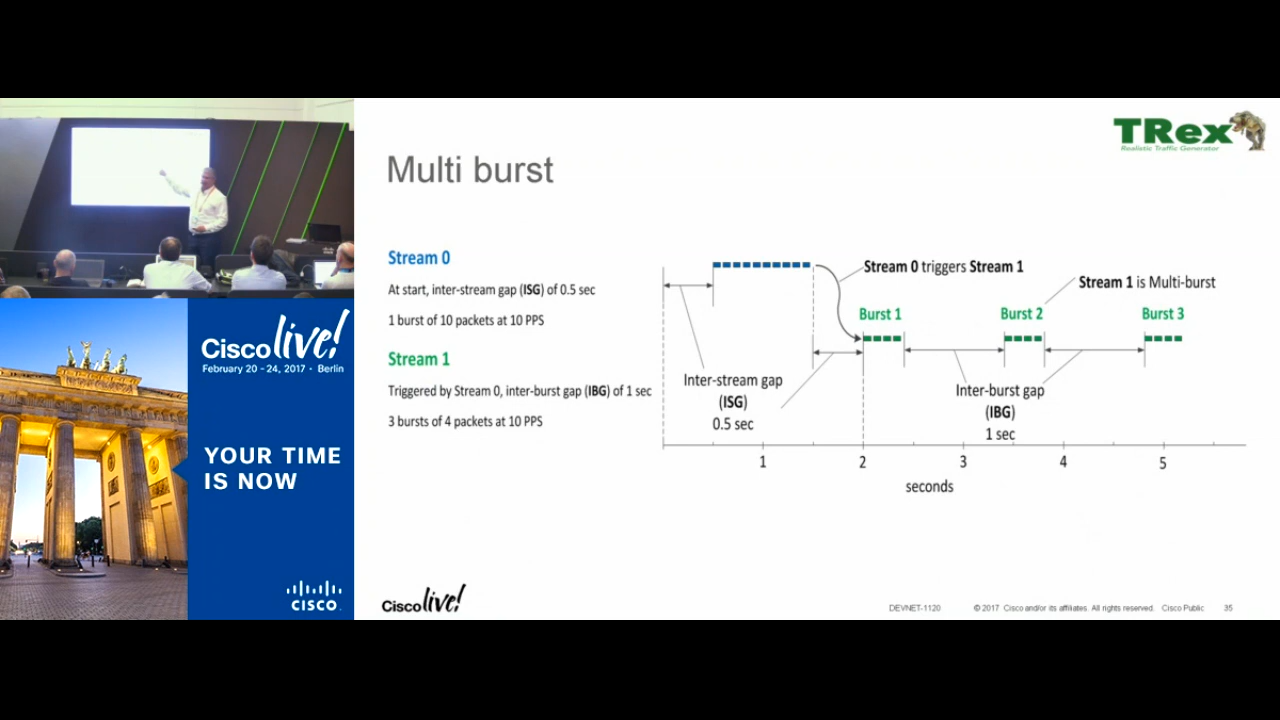 TRex
Realistic Traffic Generator
Multi burst
Stream 0
At start, inter-stream gap (ISG) of 0.5 sec
1 burst of 10 packets at 10 PPS
Stream 1
Triggered by Stream 0, inter-burst gap (IBG) of 1 sec
3 bursts of 4 packets at 10 PPS
Stream 0 triggers Stream 1
Stream 1 is Multi-burst
Burst 1
Burst 2
Burst 3
Inter-stream gap
(ISG)
0.5 sec
Inter-burst gap
(IBG)
1 sec
1 2 3 4 5
seconds
Cisco live!
February 20 - 24, 2017 • Berlin
YOUR TIME
IS NOW
CISCO
Cisco live!
DEVNET-1120 © 2017 Cisco and/or its affiliates. All rights reserved. Cisco Public 35